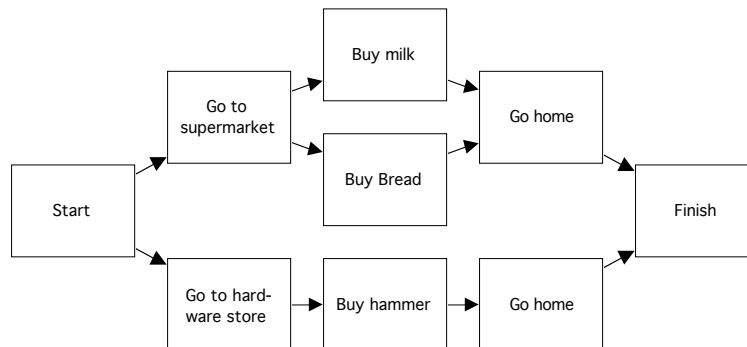 Buy milk
Go to
supermarket
Go home
Buy Bread
Start
Finish
Go to hard-
ware store
Buy hammer
Go home